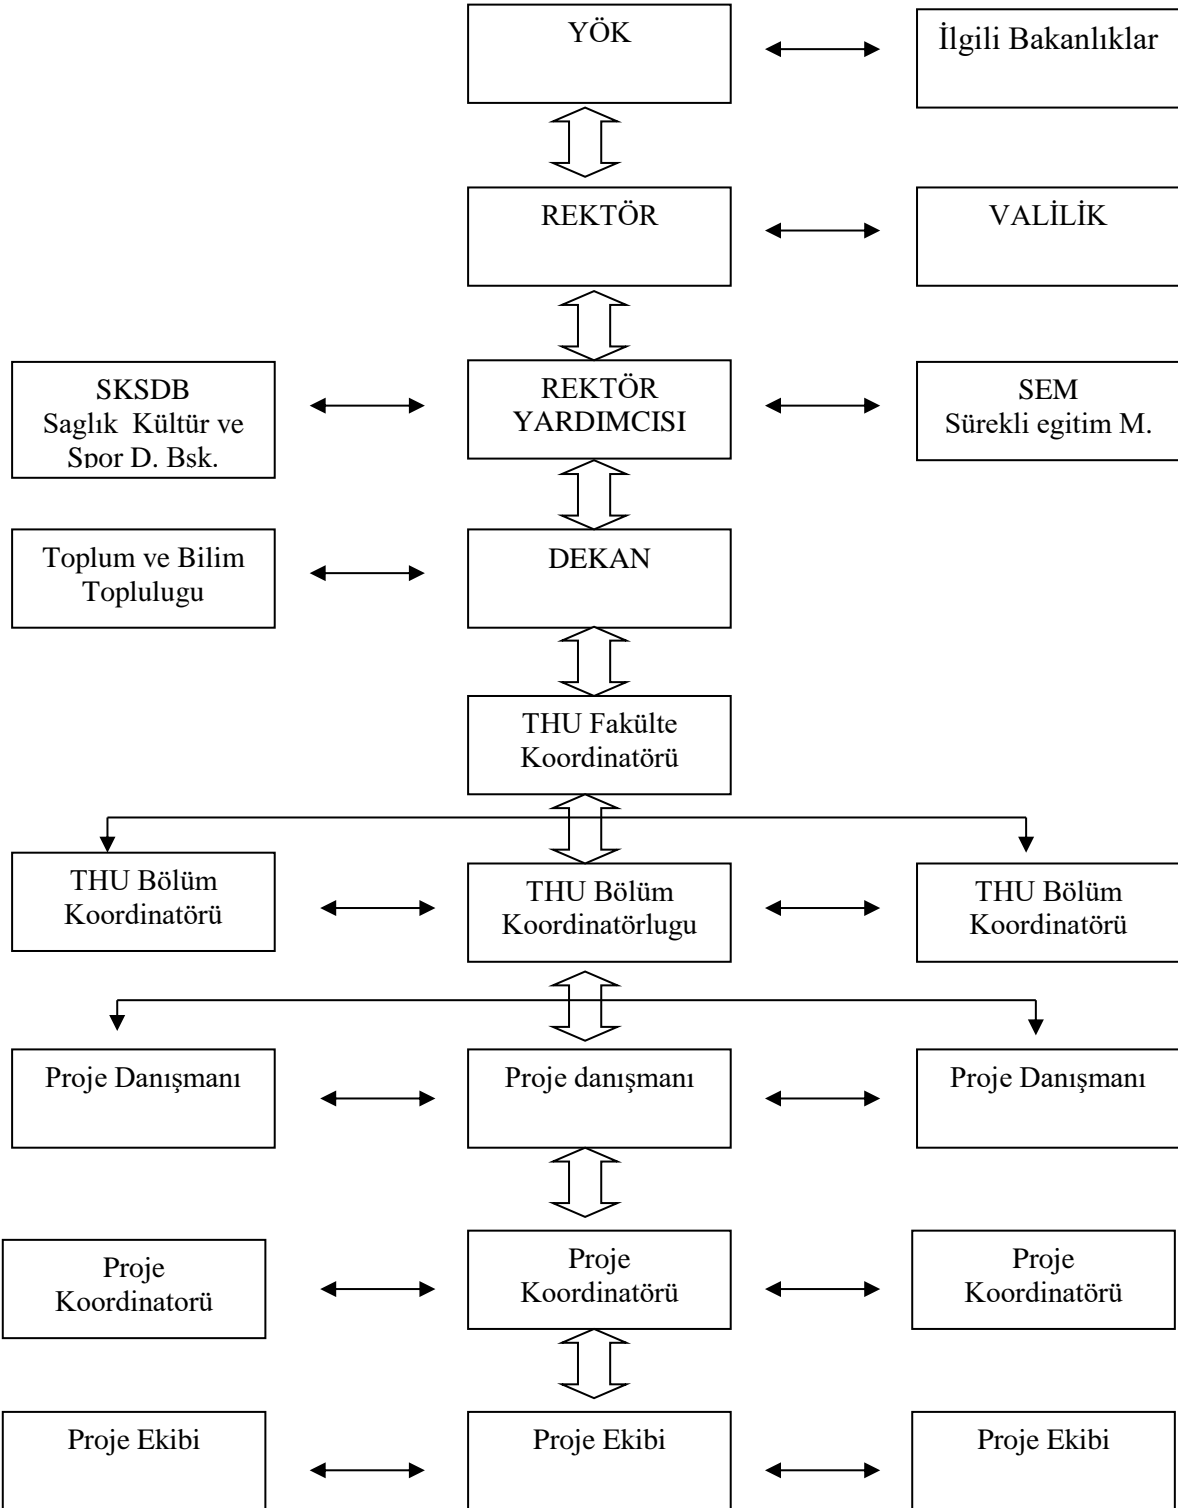 YÖK
İlgili Bakanlıklar
REKTÖR
VALİLİK
SKSDB
Saglık Kültür ve
Spor D. Bsk.
REKTÖR
YARDIMCISI
SEM
Sürekli egitim M.
Toplum ve Bilim
Toplulugu
DEKAN
THU Fakülte
Koordinatörü
THU Bölüm
Koordinatörü
THU Bölüm
Koordinatörlugu
THU Bölüm
Koordinatörü
Proje Danışmanı
Proje danışmanı
Proje Danışmanı
Proje
Koordinatorü
Proje
Koordinatörü
Proje
Koordinatörü
Proje Ekibi
Proje Ekibi
Proje Ekibi